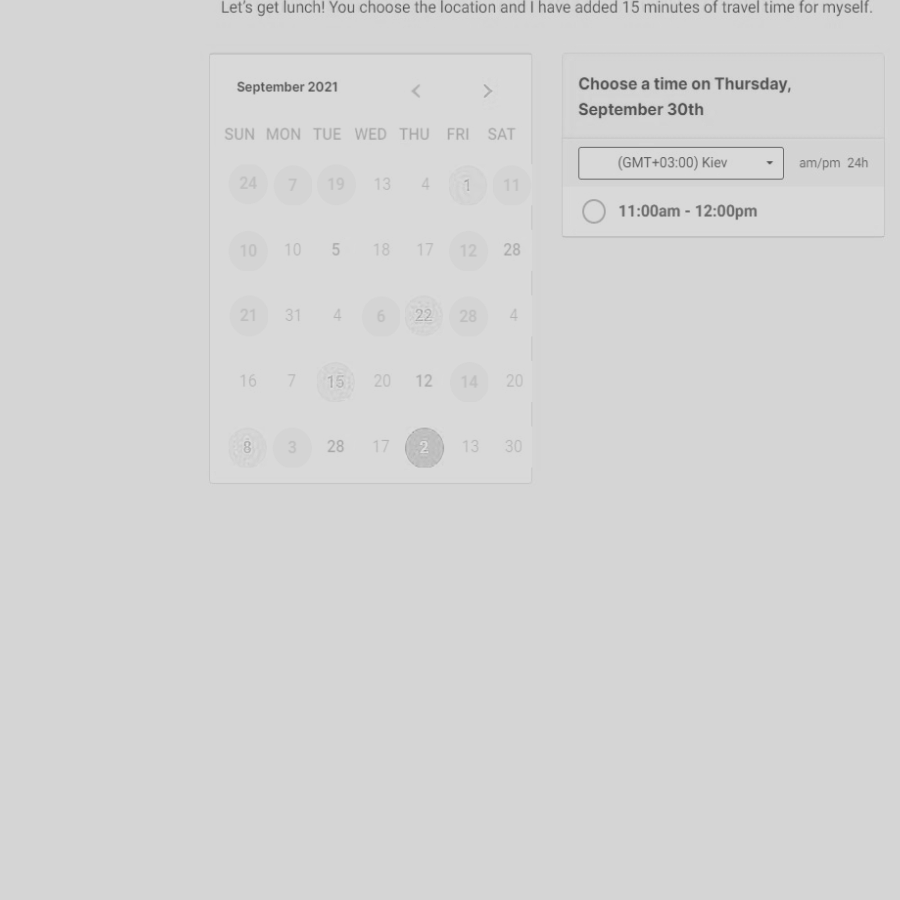 Let's get lunch! You choose the location and I have added 15 minutes of travel time for myself.
September 2021
SUN MON TUE WED THU FRI SAT
24 7 19 13 4 1 11
10 10 5 18 17 12 28
21 31 4 6 22 28 4
16 7 15 20 12 14 20
8 3 28 17 2 13 30
Choose a time on Thursday,
September 30th
(GMT+03:00) Kiev am/pm 24h
11:00am - 12:00pm